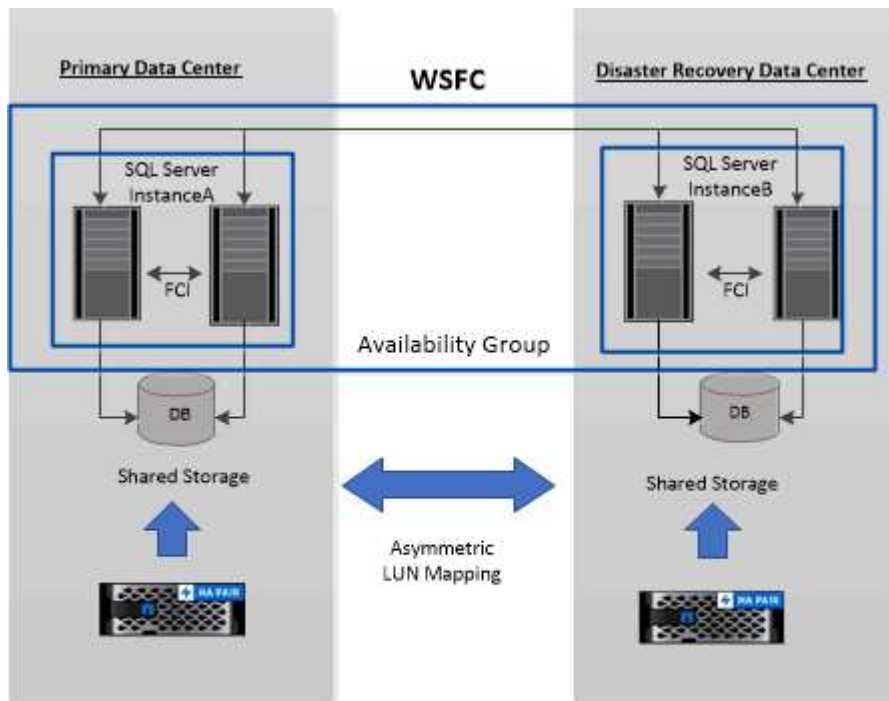 Primary Data Center
WSFC
Disaster Recovery Data Center
SQL Server
InstanceA
FCI
SQL Server
InstanceB
FCI
Availability Group
DB
DB
Shared Storage
Shared Storage
Asymmetric
LUN Mapping
HA PAIR
HA PAIR